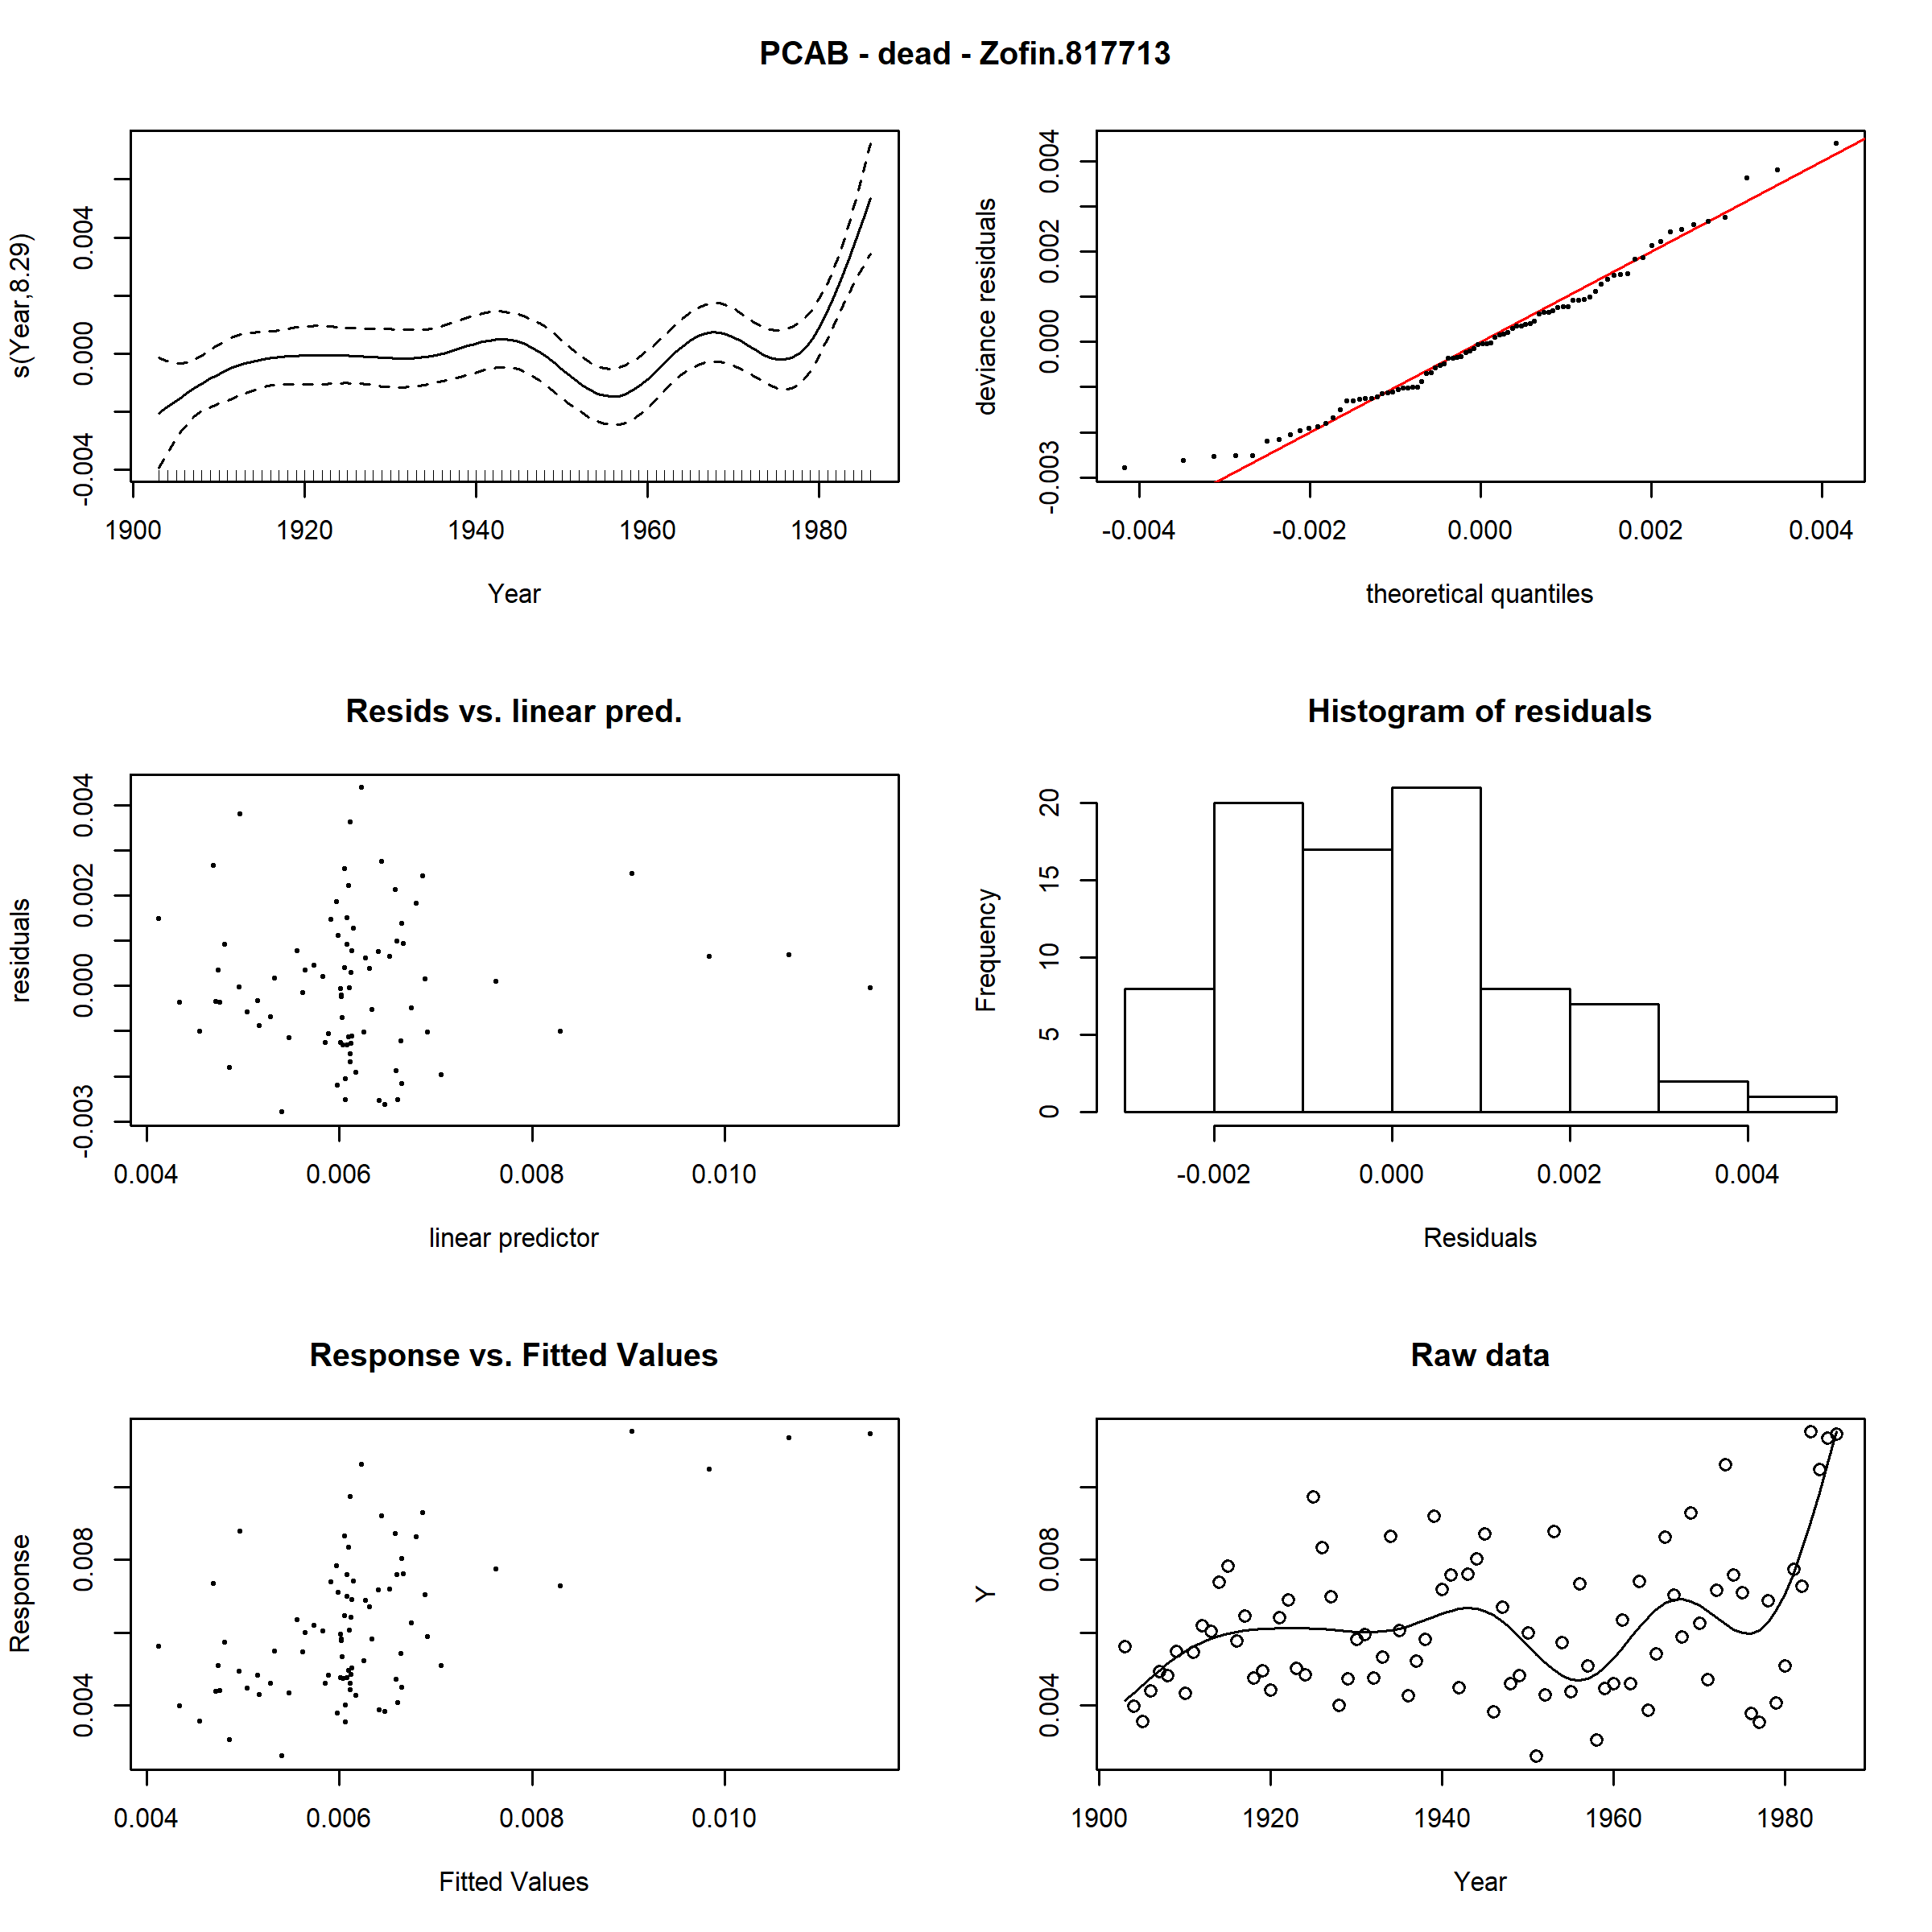 PCAB - dead - Zofin.817713
s(Year,8.29)
-0.004 0.000 0.004
1900 1920 1940 1960 1980
Year
deviance residuals
-0.003 0.000 0.002 0.004
-0.004 -0.002 0.000 0.002 0.004
theoretical quantiles
Resids vs. linear pred.
residuals
-0.003 0.000 0.002 0.004
0.004 0.006 0.008 0.010
linear predictor
Histogram of residuals
Frequency
0 5 10 15 20
-0.002 0.000 0.002 0.004
Residuals
Response vs. Fitted Values
Response
0.004 0.008
0.004 0.006 0.008 0.010
Fitted Values
Raw data
Y
0.004 0.008
1900 1920 1940 1960 1980
Year